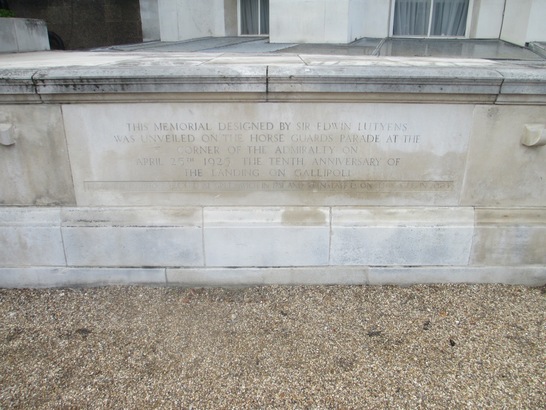 THIS MEMORIAL DESIGNED BY SIR EDWIN LUTYENS
WAS UNVEILED ON THE HORSE GUARDS PARADE AT THE
CORNER OF THE ADMIRALTY ON
APRIL 25TH 1925 THE TENTH ANNIVERSARY OF
THE LANDING ON GALLIPOLI